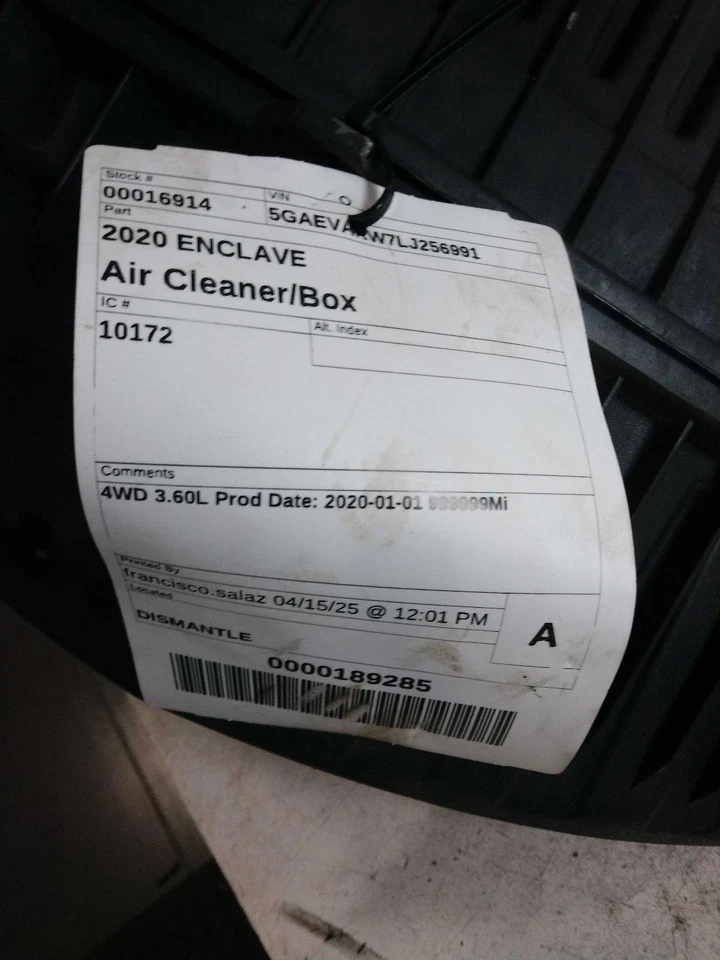 Stock #
00016914
VIN
Part
2020 ENCLAVE
Air Cleaner/Box
IC #
10172
Alt. Index
Comments
4WD 3.60L Prod Date: 2020-01-01
Printed By
francisco.salaz 04/15/25 @ 12:01 PM
Located
A
DISMANTLE
0000189285